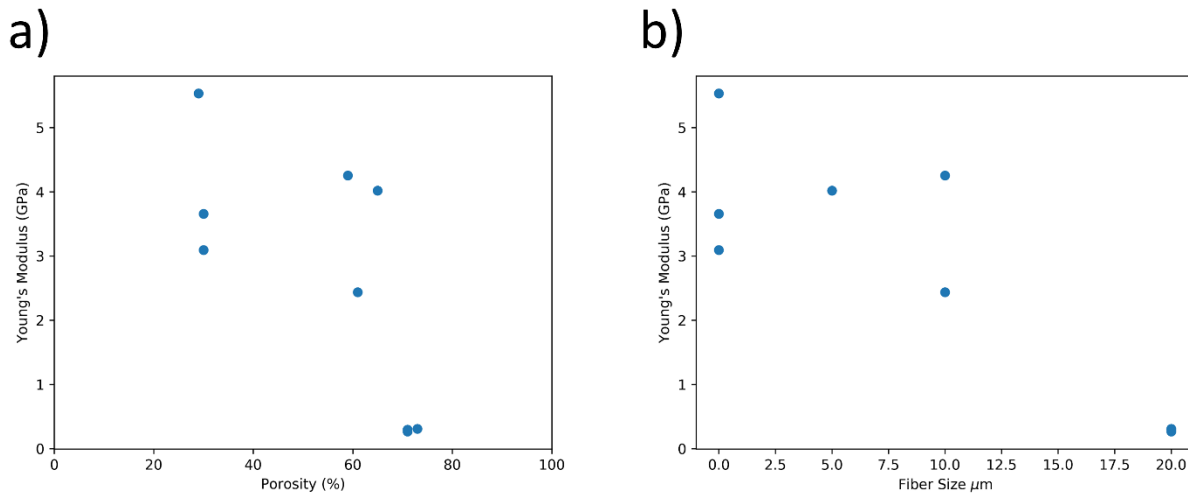 a)
Young's Modulus (GPa)
5
4
3
2
1
0
0 20 40 60 80 100
Porosity (%)
b)
Young's Modulus (GPa)
5
4
3
2
1
0
0.0 2.5 5.0 7.5 10.0 12.5 15.0 17.5 20.0
Fiber Size μm